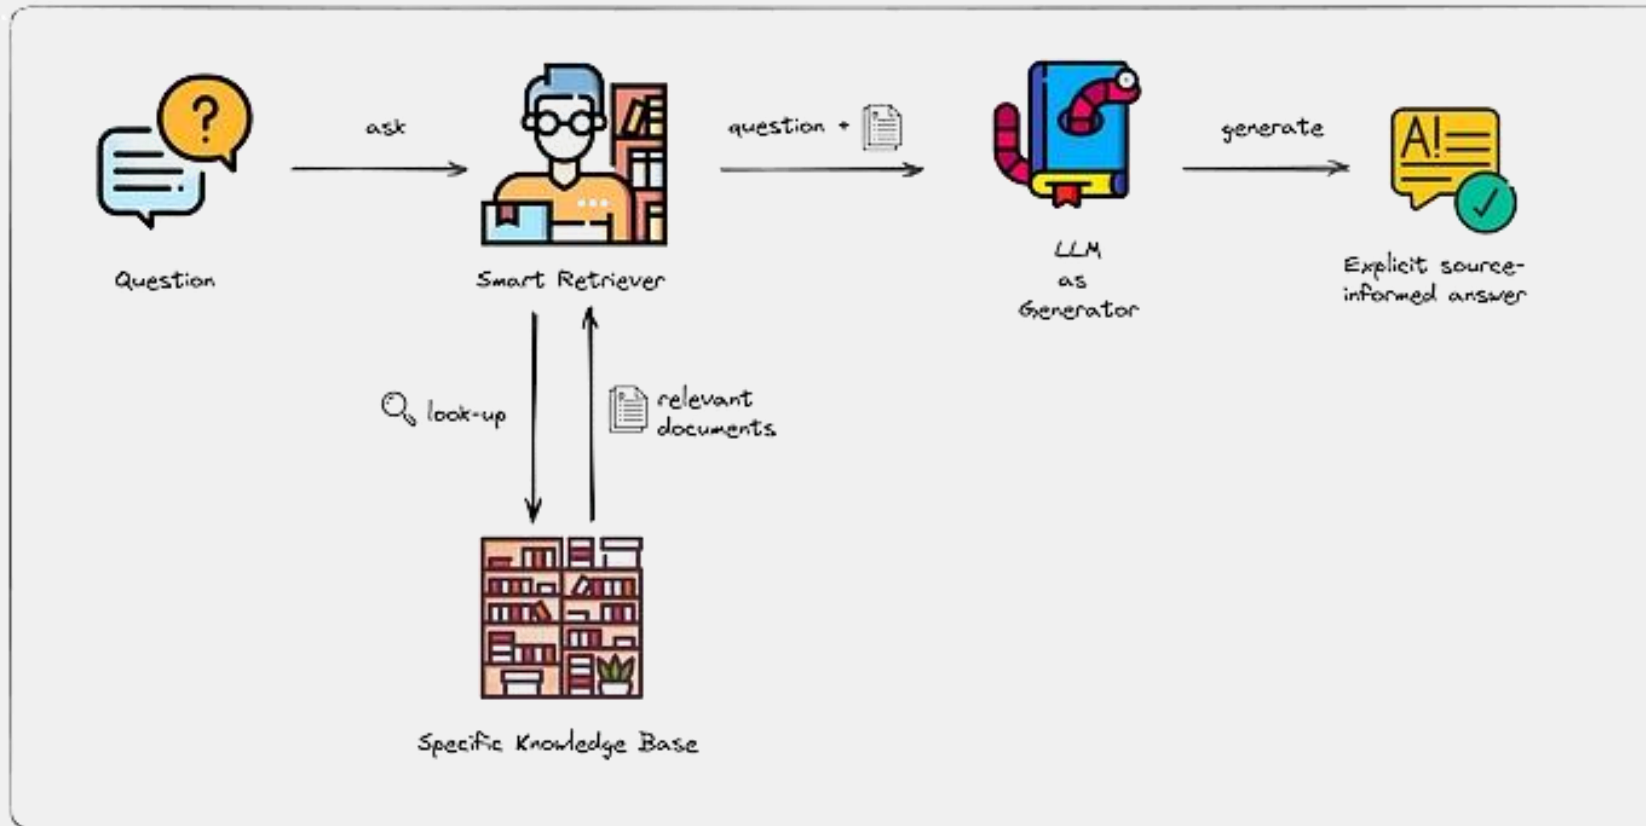 ?
ask
question +
generate
A!
Question
Smart Retriever
LLM
as
Generator
Explicit source-
informed answer
look-up
relevant
documents
Specific Knowledge Base